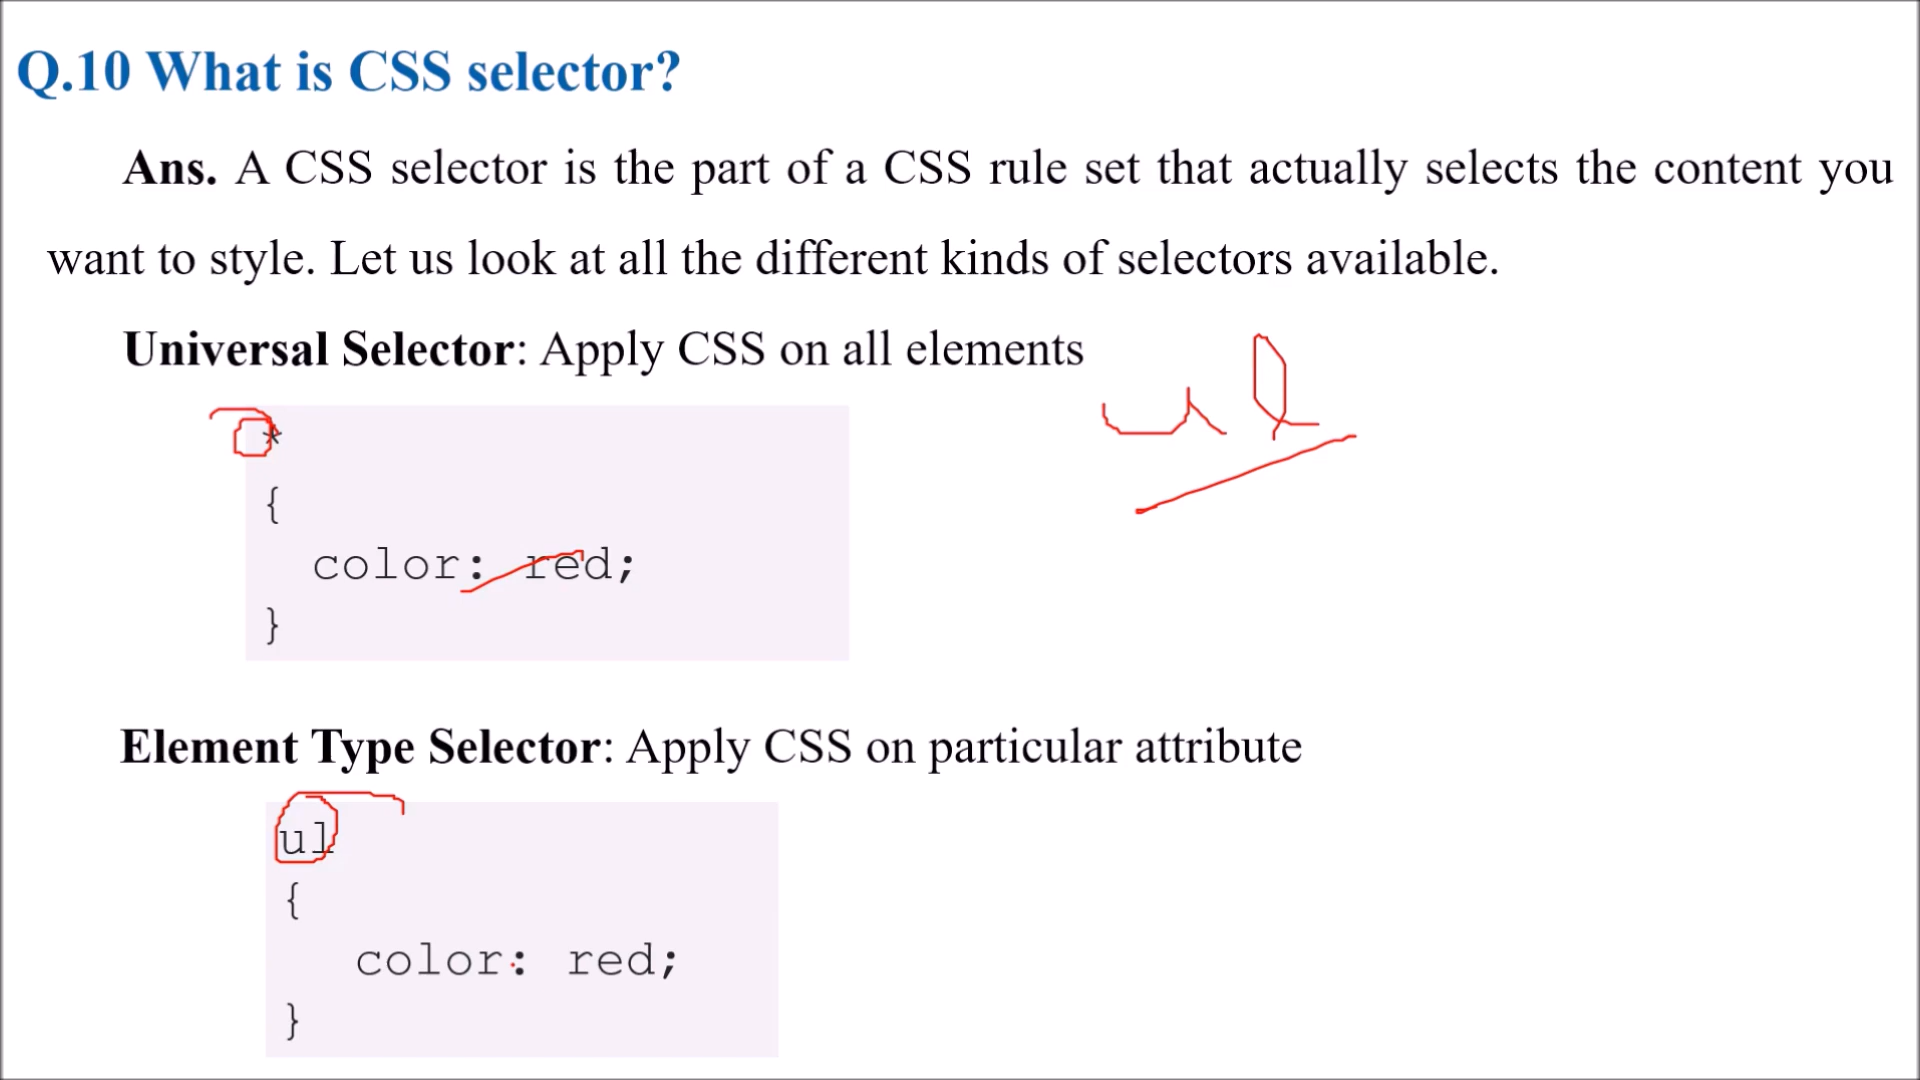 Q.10 What is CSS selector?
Ans. A CSS selector is the part of a CSS rule set that actually selects the content you
want to style. Let us look at all the different kinds of selectors available.
Universal Selector: Apply CSS on all elements
ul
*
{
color: red;
}
Element Type Selector: Apply CSS on particular attribute
ul
{
color: red;
}